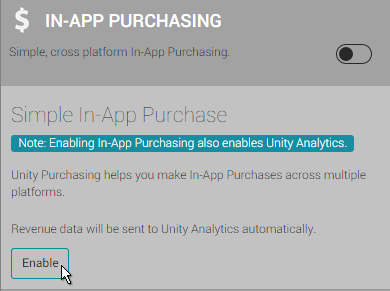 $ IN-APP PURCHASING
Simple, cross platform In-App Purchasing.
Simple In-App Purchase
Note: Enabling In-App Purchasing also enables Unity Analytics.
Unity Purchasing helps you make In-App Purchases across multiple
platforms.
Revenue data will be sent to Unity Analytics automatically.
Enable